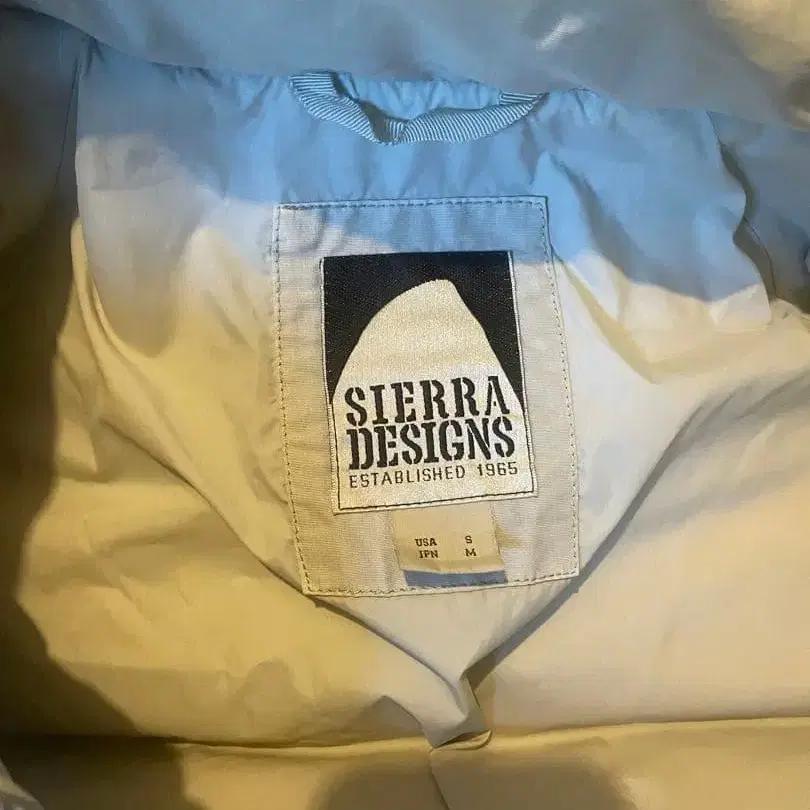 SIERRA
DESIGNS
ESTABLISHED 1965
USA S
JPN M